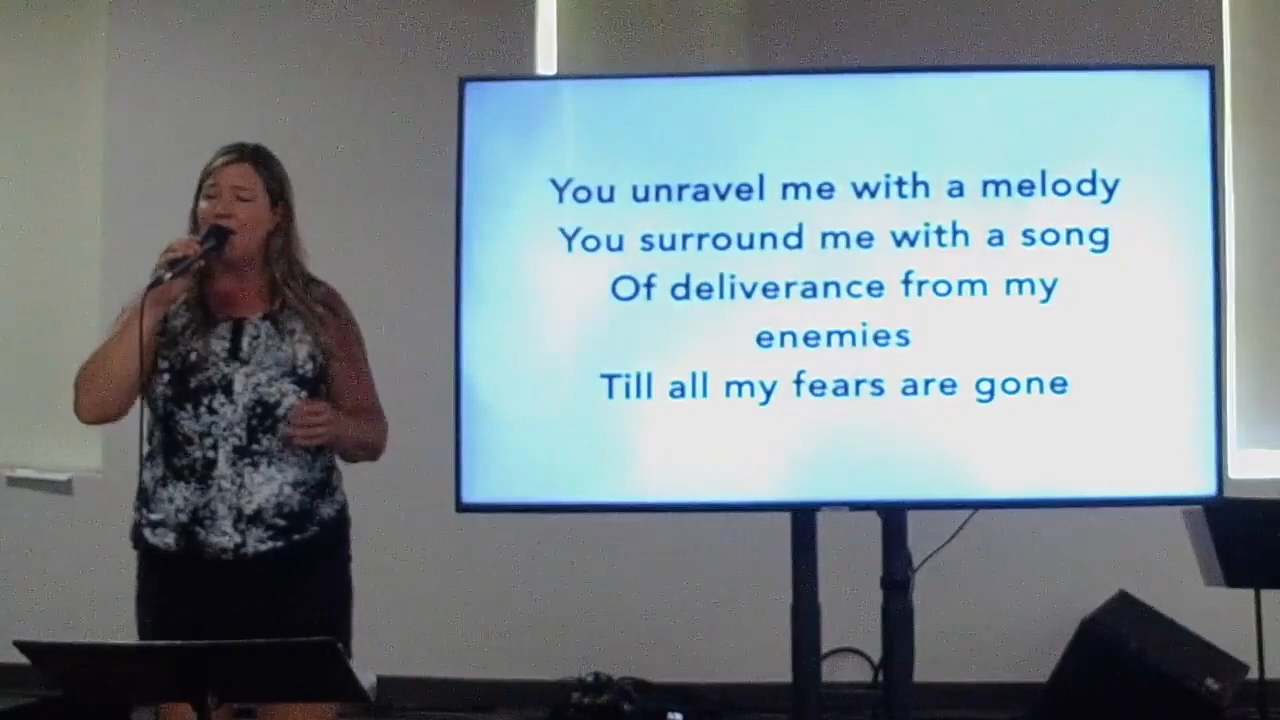 You unravel me with a melody
You surround me with a song
Of deliverance from my
enemies
Till all my fears are gone